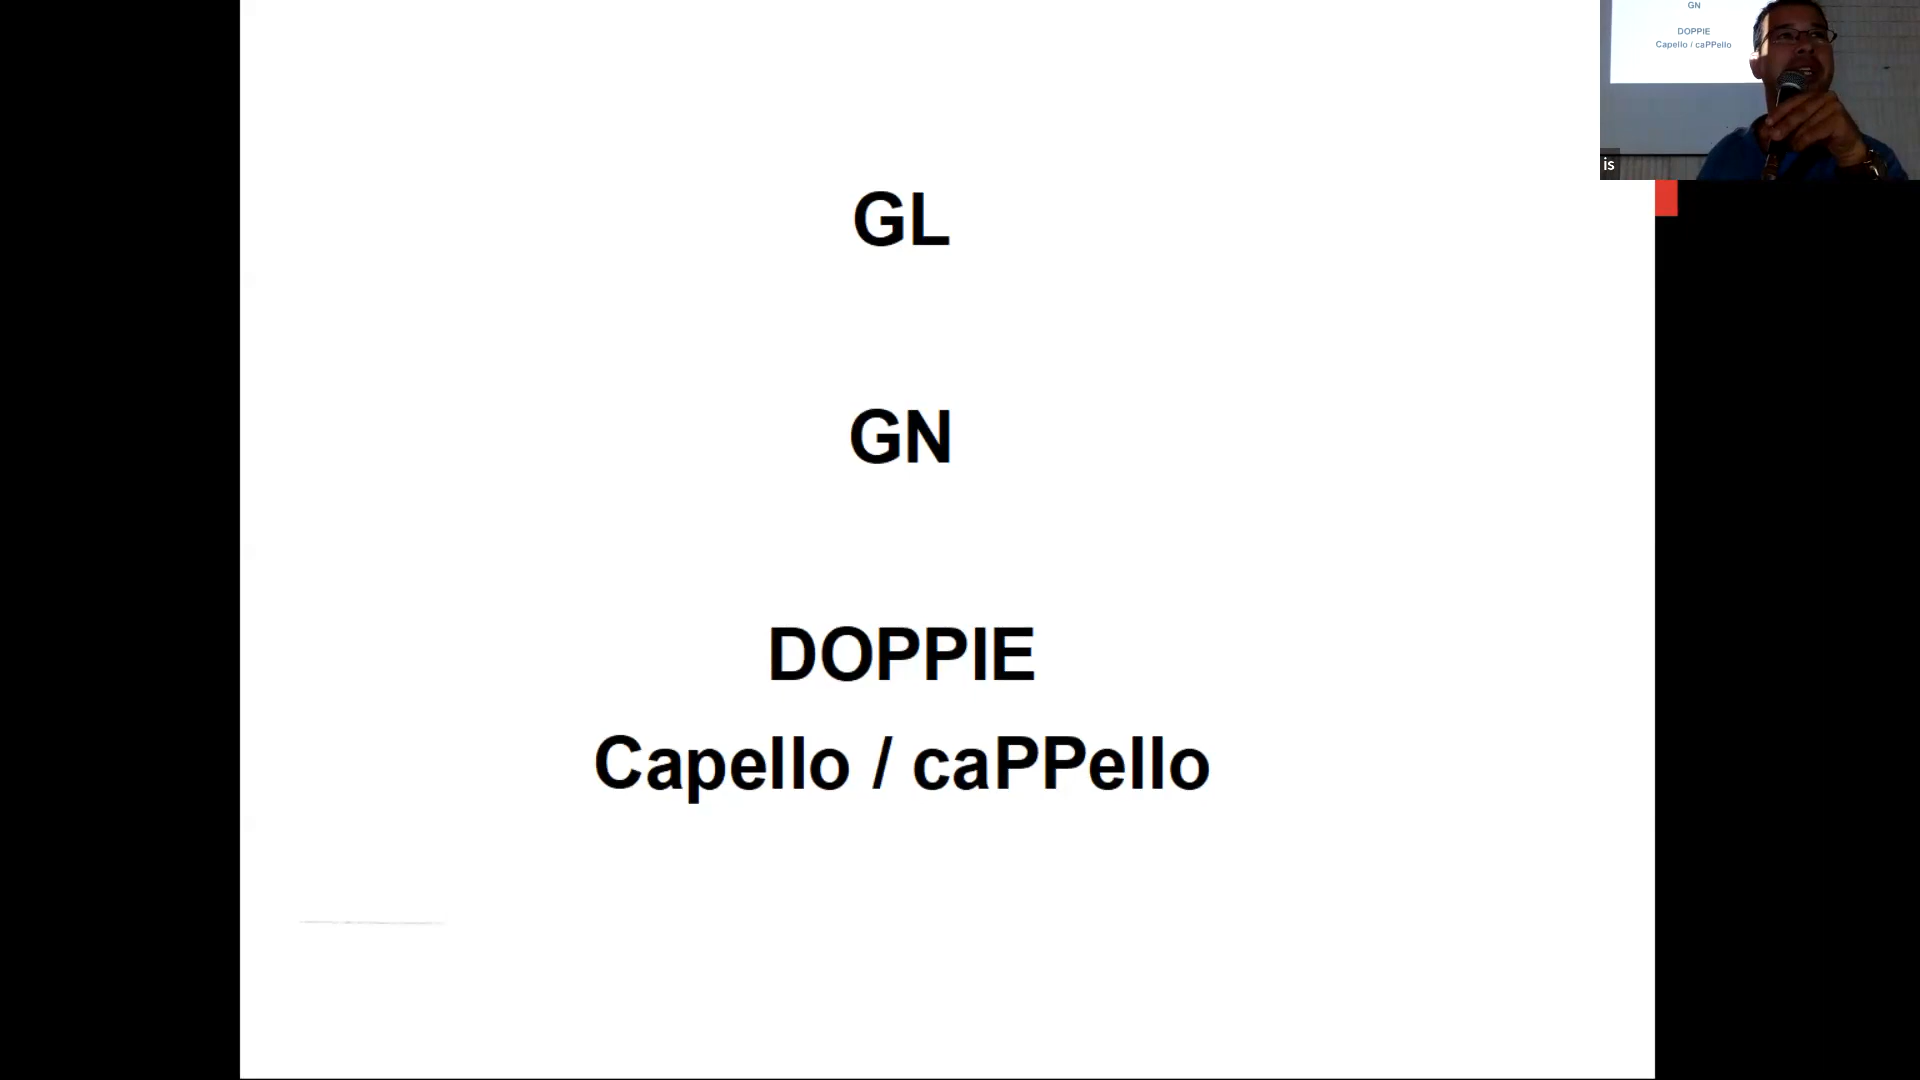 GL
GN
DOPPIE
Capello / caPPello
GN
DOPPIE
Capello / caPPello
is